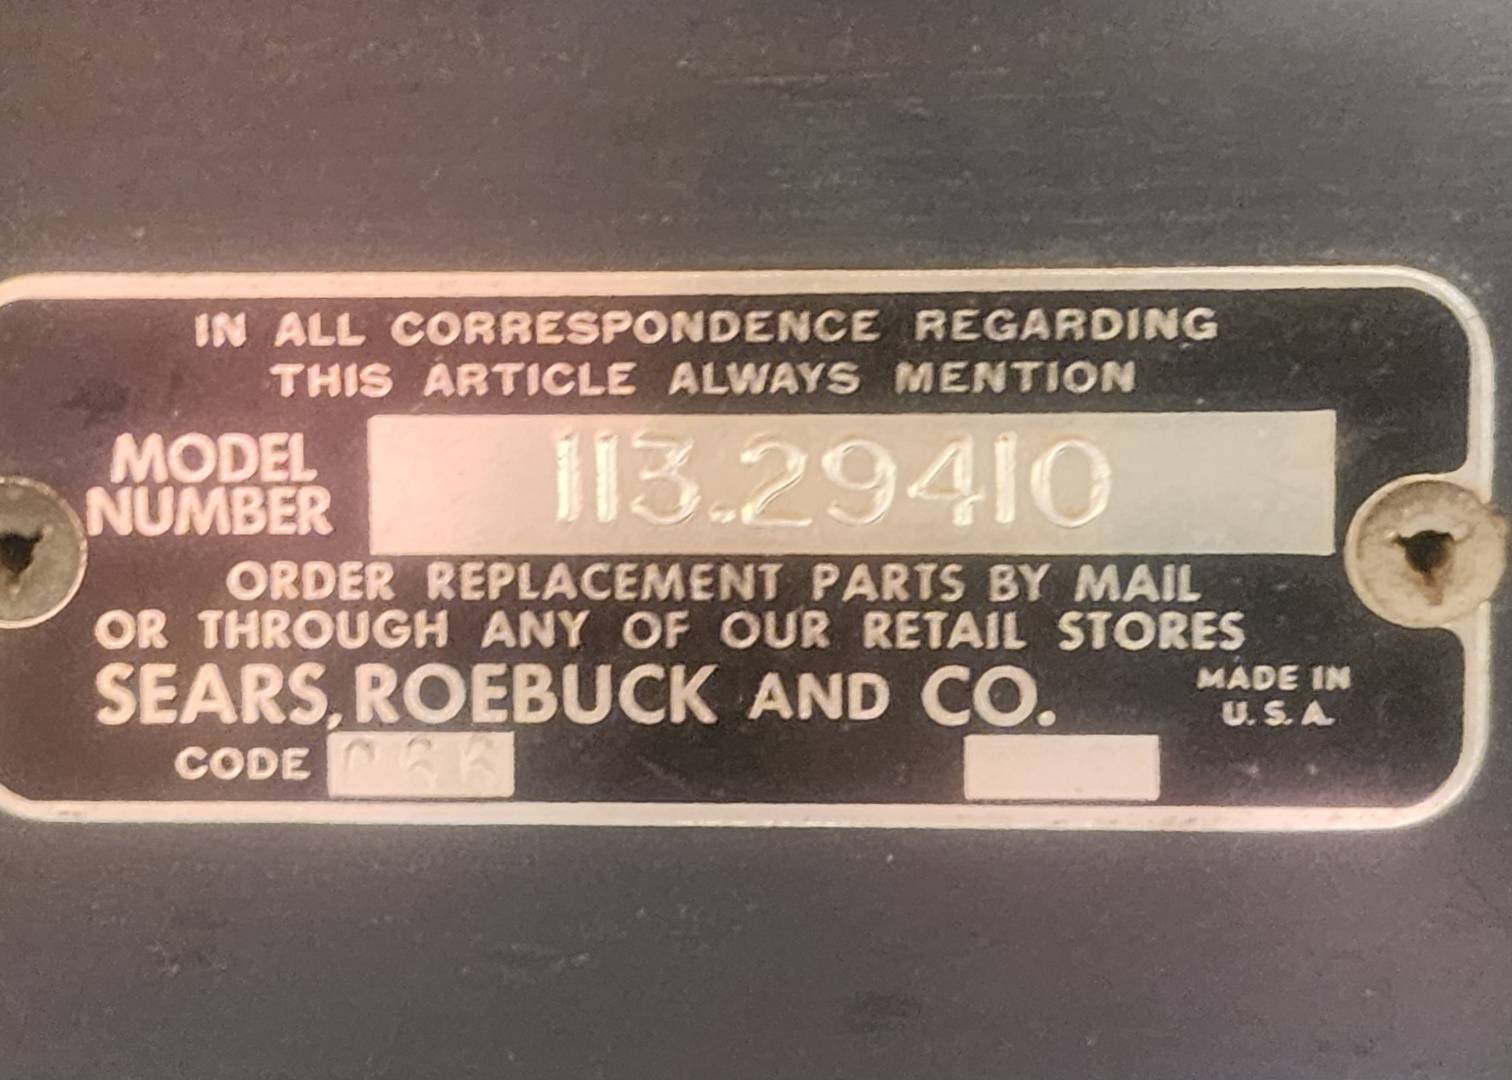 IN ALL CORRESPONDENCE REGARDING
THIS ARTICLE ALWAYS MENTION
MODEL NUMBER 113.29410
ORDER REPLACEMENT PARTS BY MAIL
OR THROUGH ANY OF OUR RETAIL STORES
SEARS, ROEBUCK AND CO.
MADE IN
U.S.A.
CODE